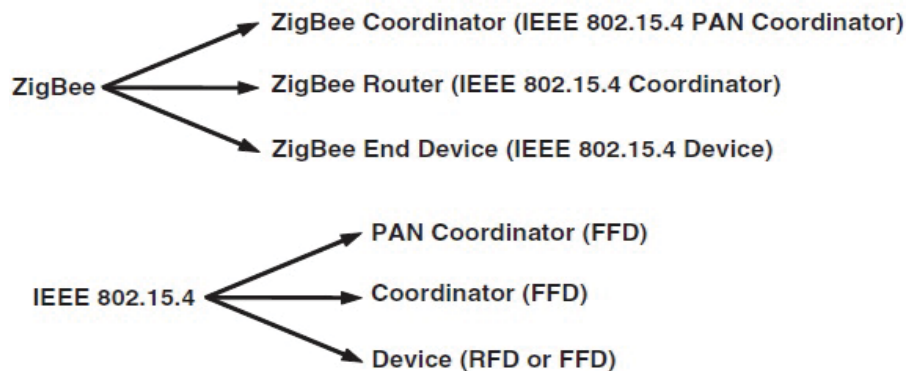 ZigBee Coordinator (IEEE 802.15.4 PAN Coordinator)
ZigBee
ZigBee Router (IEEE 802.15.4 Coordinator)
ZigBee End Device (IEEE 802.15.4 Device)
PAN Coordinator (FFD)
IEEE 802.15.4
Coordinator (FFD)
Device (RFD or FFD)